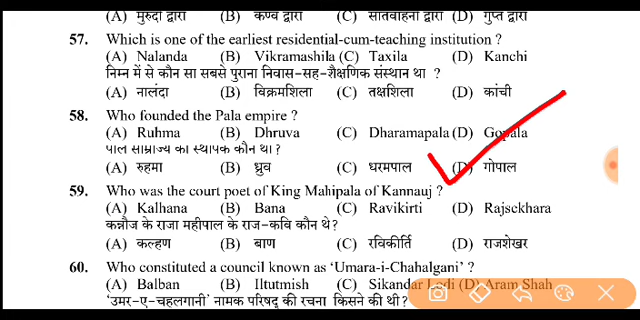 (A) मुरुंदों द्वारा (B) कण्व द्वारा (C) सातवाहनों द्वारा (D) गुप्त द्वारा
57. Which is one of the earliest residential-cum-teaching institution ?
(A) Nalanda (B) Vikramashila (C) Taxila (D) Kanchi
निम्न में से कौन सा सबसे पुराना निवास-सह-शैक्षणिक संस्थान था ?
(A) नालंदा (B) विक्रमशिला (C) तक्षशिला (D) कांची
58. Who founded the Pala empire ?
(A) Ruhma (B) Dhruva (C) Dharamapala (D) Gopala
पाल साम्राज्य का स्थापक कौन था ?
(A) रुहमा (B) ध्रुव (C) धरमपाल (D) गोपाल
59. Who was the court poet of King Mahipala of Kannauj ?
(A) Kalhana (B) Bana (C) Ravikirti (D) Rajsekhara
कन्नौज के राजा महीपाल के राज-कवि कौन थे ?
(A) कल्हण (B) बाण (C) रविकीर्ति (D) राजशेखर
60. Who constituted a council known as ‘Umara-i-Chahalgani’ ?
(A) Balban (B) Iltutmish (C) Sikandar Lodi (D) Aram Shah
‘उमर-ए-चहलगानी’ नामक परिषद् की रचना किसने की थी ?